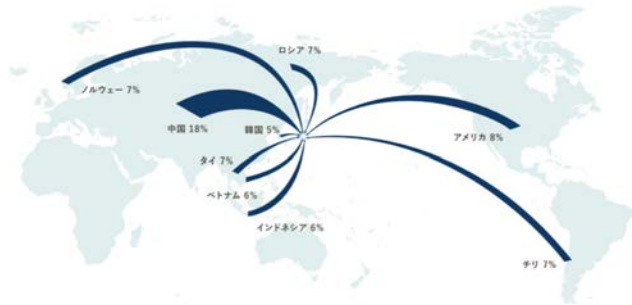 ロシア 7%
ノルウェー 7%
中国 18%
韓国 5%
アメリカ 8%
タイ 7%
ベトナム 6%
インドネシア 6%
チリ 7%